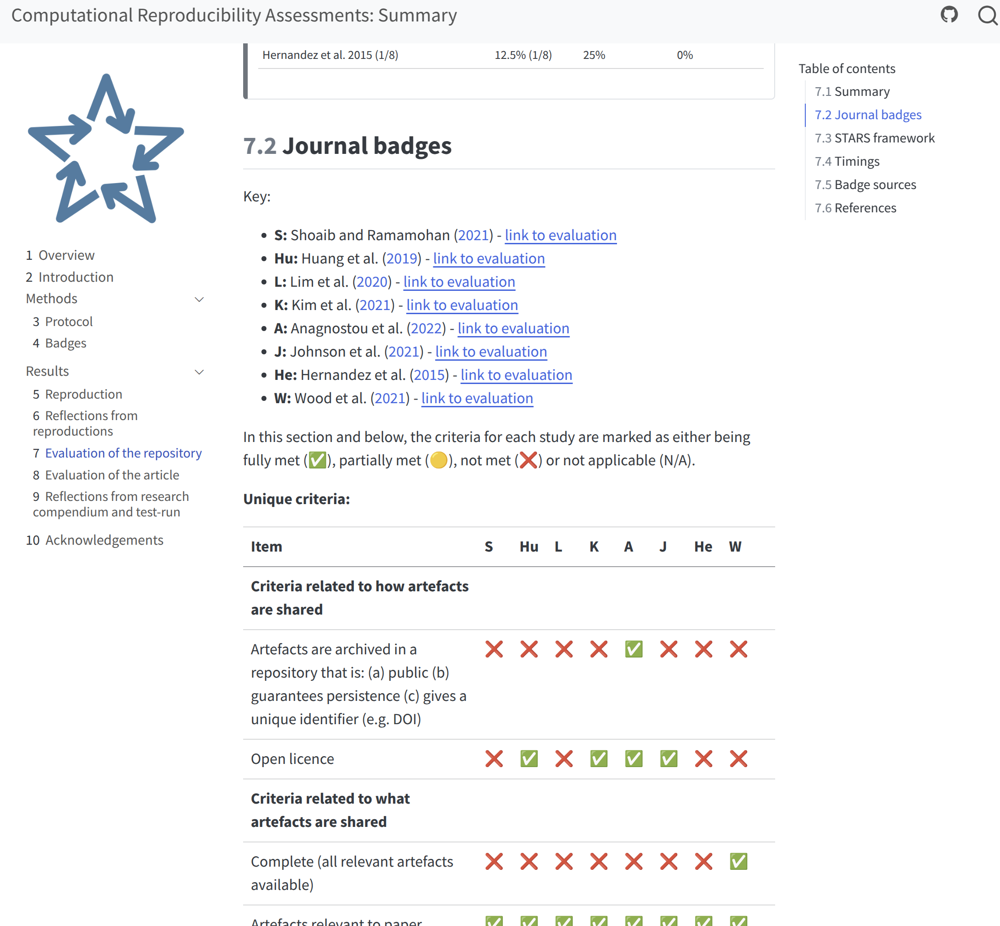 Computational Reproducibility Assessments: Summary
1 Overview
2 Introduction
Methods
3 Protocol
4 Badges
Results
5 Reproduction
6 Reflections from
reproductions
7 Evaluation of the repository
8 Evaluation of the article
9 Reflections from research
compendium and test-run
10 Acknowledgements
Hernandez et al. 2015 (1/8) 12.5% (1/8) 25% 0%
7.2 Journal badges
Key:
• S: Shoaib and Ramamohan (2021) - link to evaluation
• Hu: Huang et al. (2019) - link to evaluation
• L: Lim et al. (2020) - link to evaluation
• K: Kim et al. (2021) - link to evaluation
• A: Anagnostou et al. (2022) - link to evaluation
• J: Johnson et al. (2021) - link to evaluation
• He: Hernandez et al. (2015) - link to evaluation
• W: Wood et al. (2021) - link to evaluation
In this section and below, the criteria for each study are marked as either being
fully met (✅), partially met (🟡), not met (❌) or not applicable (N/A).
Unique criteria:
Item S Hu L K A J He W
Criteria related to how artefacts
are shared
Artefacts are archived in a ❌ ❌ ❌ ❌ ✅ ❌ ❌ ❌
repository that is: (a) public (b)
guarantees persistence (c) gives a
unique identifier (e.g. DOI)
Open licence ❌ ✅ ❌ ✅ ✅ ✅ ❌ ❌
Criteria related to what
artefacts are shared
Complete (all relevant artefacts ❌ ❌ ❌ ❌ ❌ ❌ ❌ ✅
available)
Artefacts relevant to paper ✅ ✅ ✅ ✅ ✅ ✅ ✅ ✅
Table of contents
7.1 Summary
7.2 Journal badges
7.3 STARS framework
7.4 Timings
7.5 Badge sources
7.6 References